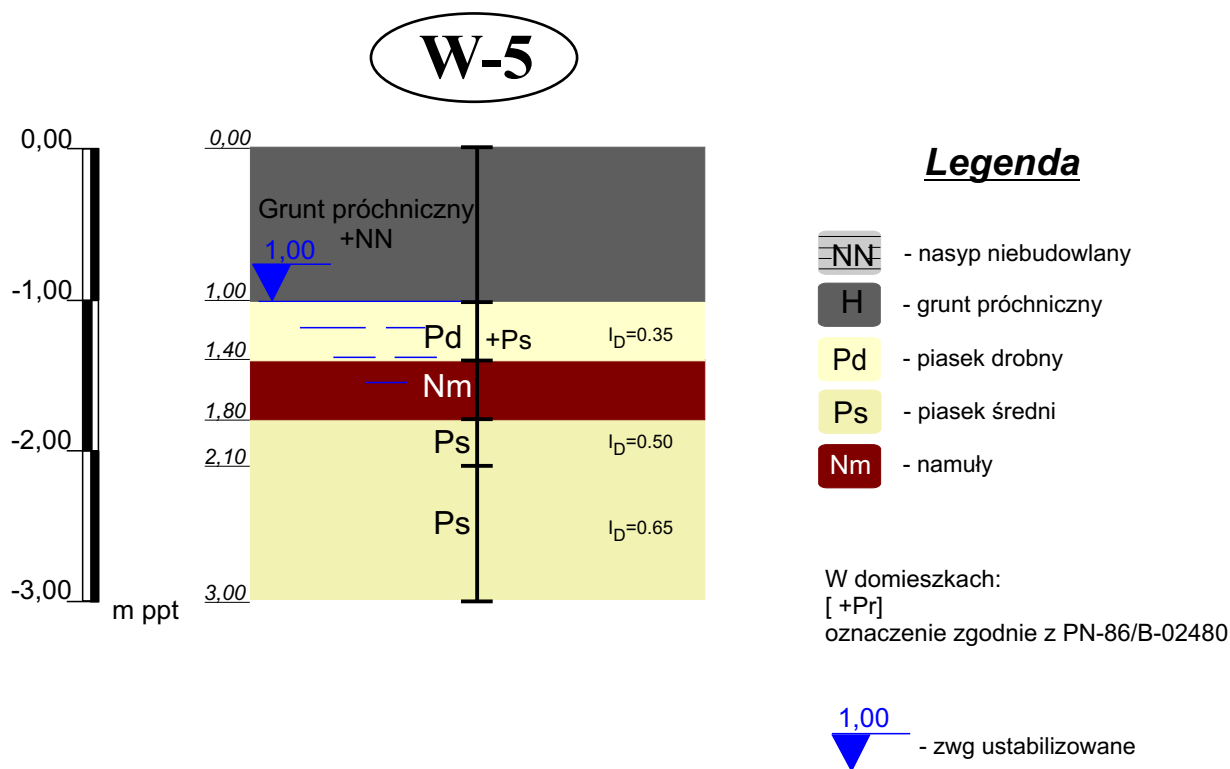 W-5
0,00
-1,00
-2,00
-3,00
m ppt
0,00
Grunt próchniczny
+NN
1,00
1,00
Pd +Ps I_D=0.35
1,40
Nm
1,80
Ps I_D=0.50
2,10
Ps I_D=0.65
3,00
Legenda
NN - nasyp niebudowlany
H - grunt próchniczny
Pd - piasek drobny
Ps - piasek średni
Nm - namuły
W domieszkach:
[ +Pr]
oznaczenie zgodnie z PN-86/B-02480
1,00
- zwg ustabilizowane